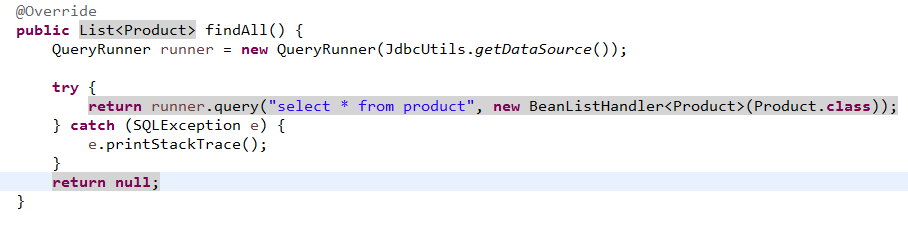 @Override
public List<Product> findAll() {
QueryRunner runner = new QueryRunner(JdbcUtils.getDataSource());
try {
return runner.query("select * from product", new BeanListHandler<Product>(Product.class));
} catch (SQLException e) {
e.printStackTrace();
}
return null;
}